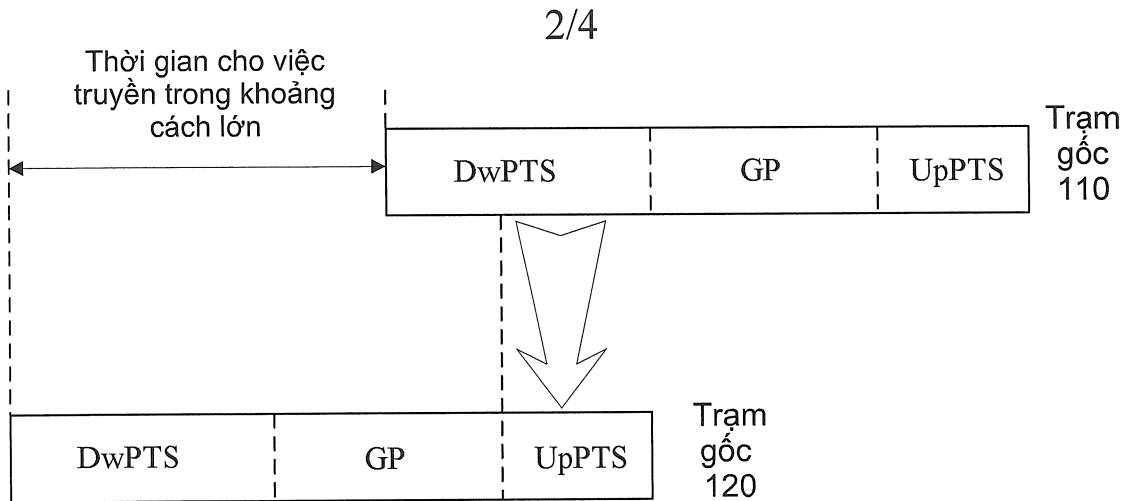 2/4
Thời gian cho việc
truyền trong khoảng
cách lớn
DwPTS
GP
UpPTS
Trạm
gốc
110
DwPTS
GP
UpPTS
Trạm
gốc
120